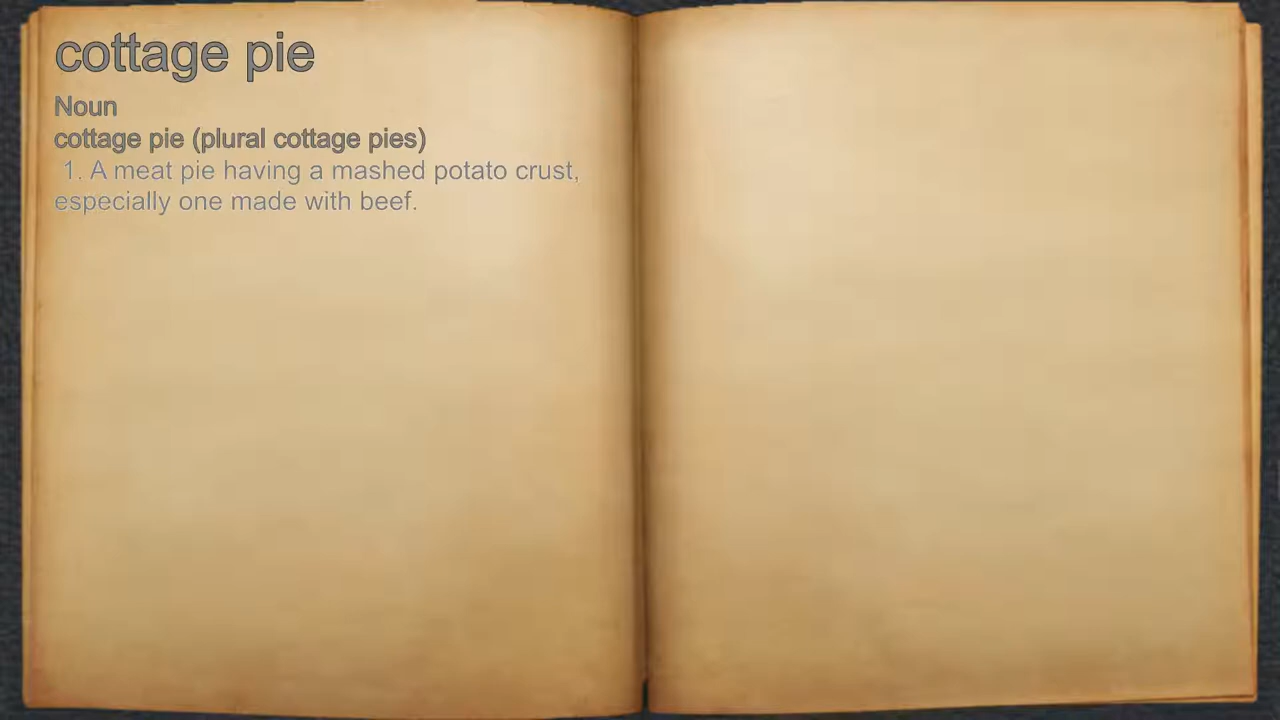 cottage pie
Noun
cottage pie (plural cottage pies)
1. A meat pie having a mashed potato crust,
especially one made with beef.